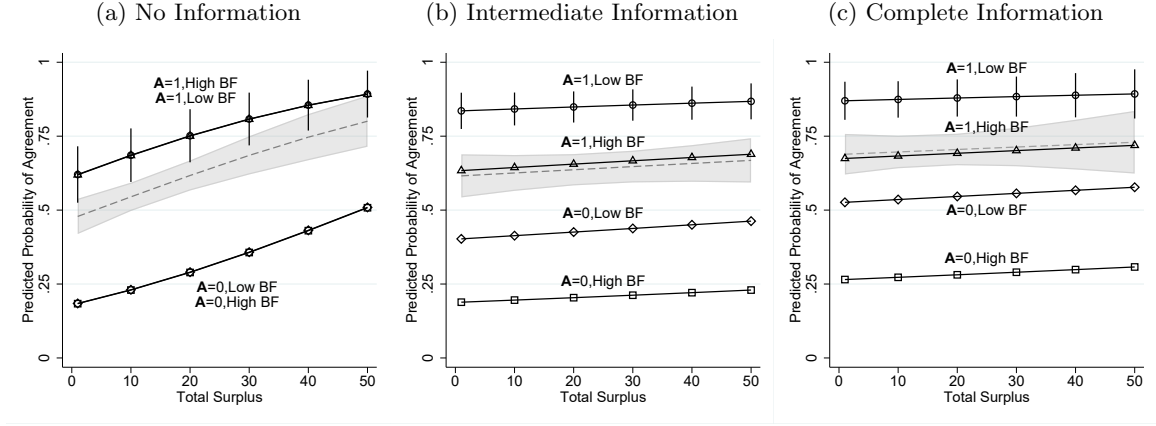 (a) No Information
Predicted Probability of Agreement
1
.75
.5
.25
0
A=1,High BF
A=1,Low BF
A=0,Low BF
A=0,High BF
0 10 20 30 40 50
Total Surplus
(b) Intermediate Information
Predicted Probability of Agreement
1
.75
.5
.25
0
A=1,Low BF
A=1,High BF
A=0,Low BF
A=0,High BF
0 10 20 30 40 50
Total Surplus
(c) Complete Information
Predicted Probability of Agreement
1
.75
.5
.25
0
A=1,Low BF
A=1,High BF
A=0,Low BF
A=0,High BF
0 10 20 30 40 50
Total Surplus